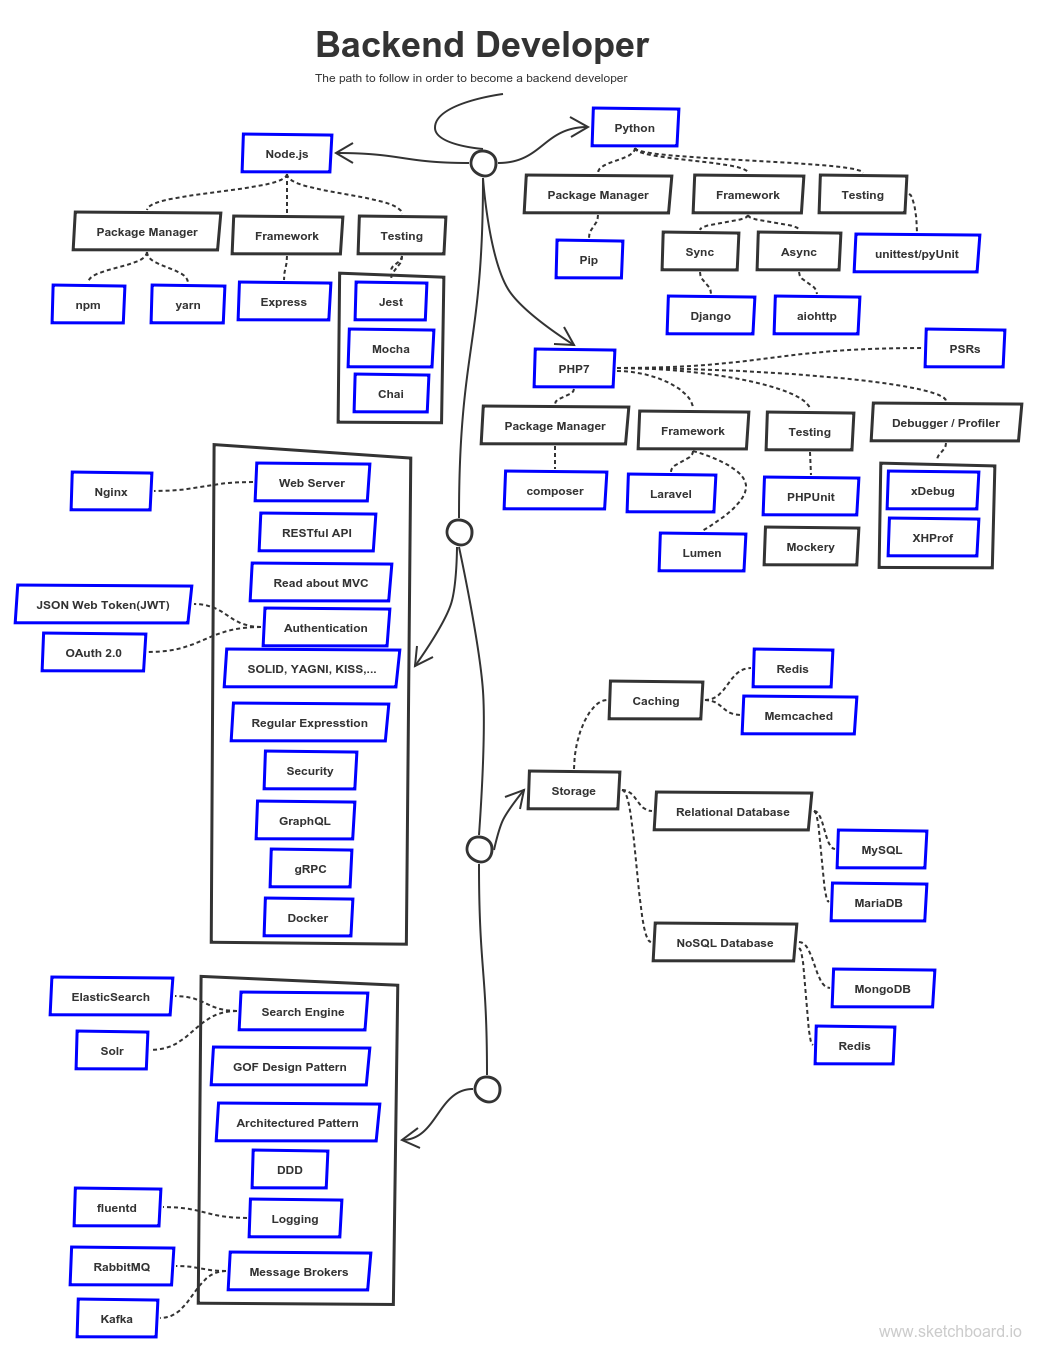 Backend Developer
The path to follow in order to become a backend developer
Node.js
Package Manager
npm
yarn
Framework
Express
Testing
Jest
Mocha
Chai
Python
Package Manager
Pip
Framework
Sync
Django
Async
aiohttp
Testing
unittest/pyUnit
PHP7
PSRs
Package Manager
composer
Framework
Laravel
Lumen
Testing
PHPUnit
Mockery
Debugger / Profiler
xDebug
XHProf
Nginx
Web Server
RESTful API
Read about MVC
JSON Web Token(JWT)
OAuth 2.0
Authentication
SOLID, YAGNI, KISS,...
Regular Expresstion
Security
GraphQL
gRPC
Docker
Storage
Caching
Redis
Memcached
Relational Database
MySQL
MariaDB
NoSQL Database
MongoDB
Redis
ElasticSearch
Solr
Search Engine
GOF Design Pattern
Architectured Pattern
DDD
fluentd
Logging
RabbitMQ
Kafka
Message Brokers
www.sketchboard.io